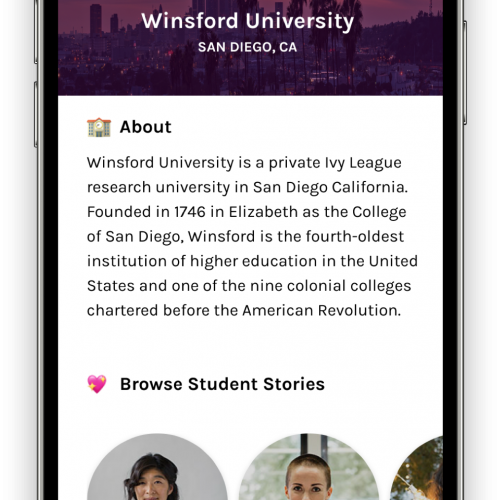 Winsford University
SAN DIEGO, CA
About
Winsford University is a private Ivy League
research university in San Diego California.
Founded in 1746 in Elizabeth as the College
of San Diego, Winsford is the fourth-oldest
institution of higher education in the United
States and one of the nine colonial colleges
chartered before the American Revolution.
Browse Student Stories